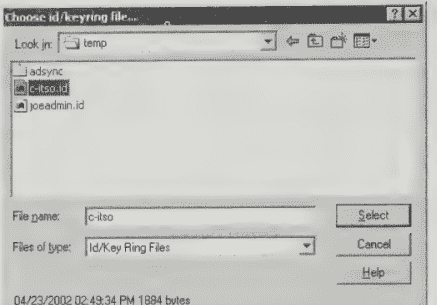 Choose id/keyring file...
Look in: temp
adsync
c-itso.id
joeadmin.id
File name: c-itso Select
Files of type: Id/Key Ring Files Cancel
Help
04/23/2002 02:49:34 PM 1884 bytes